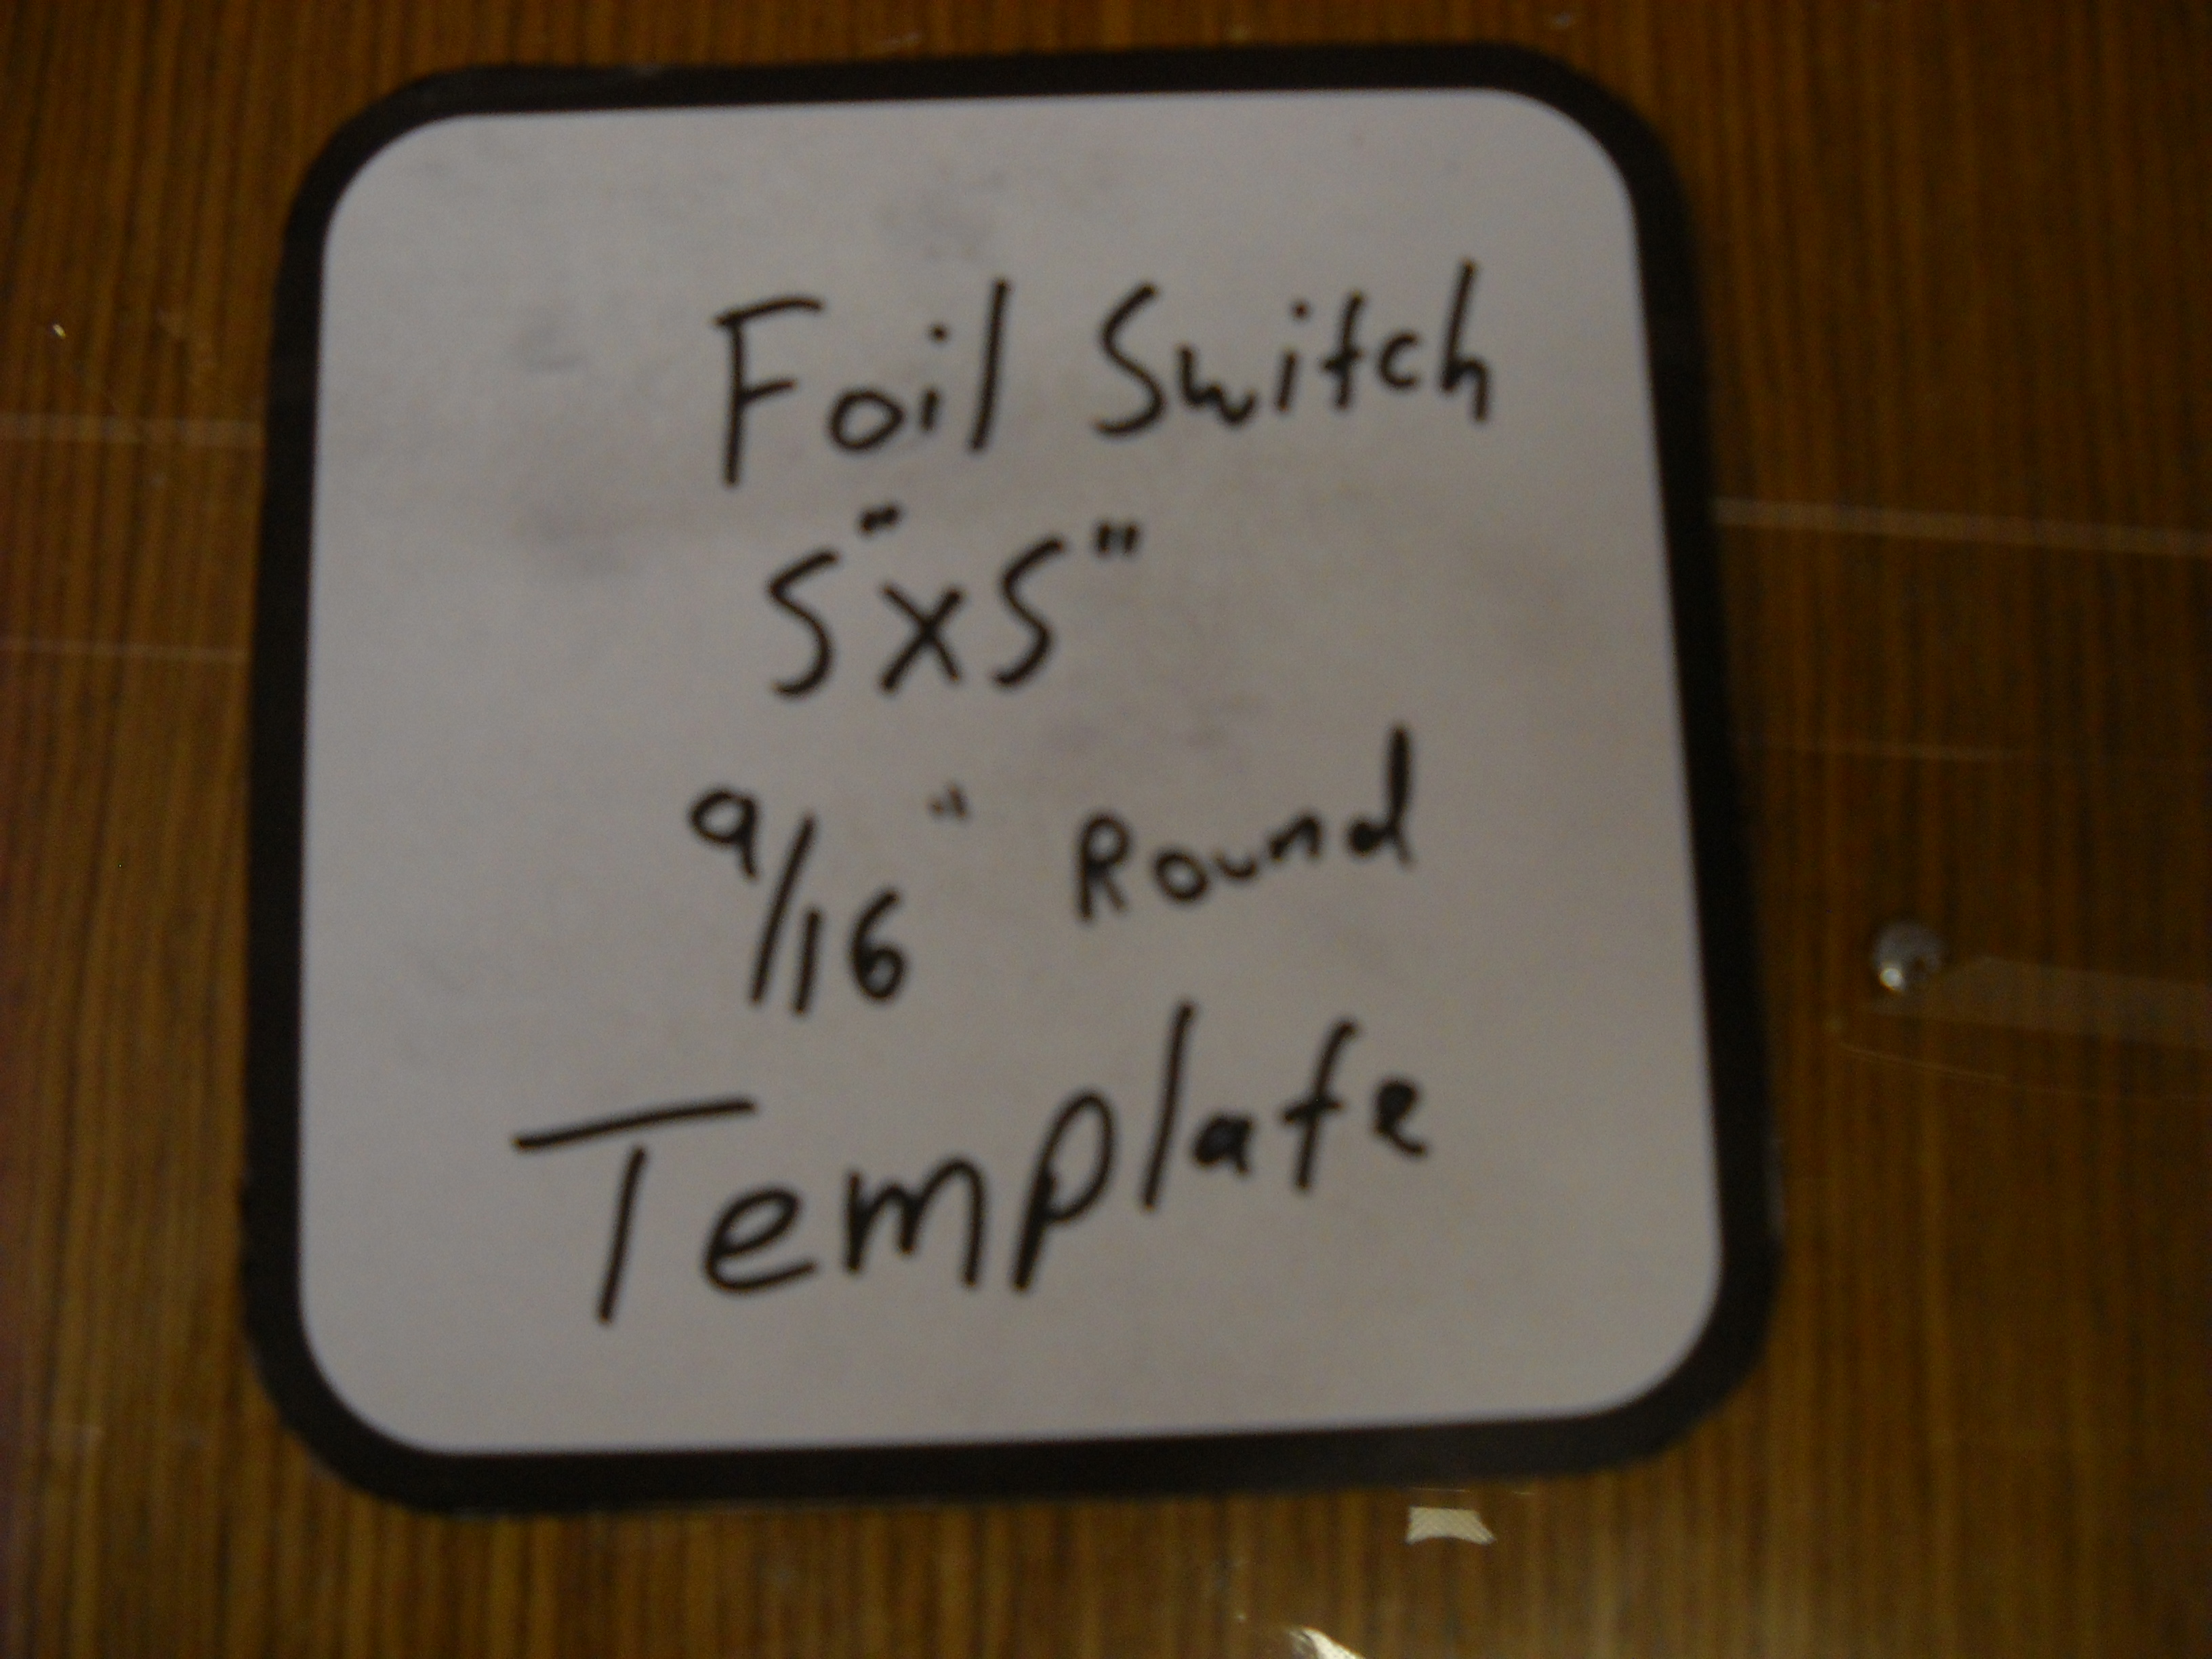 Foil Switch
5"x5"
9/16" Round
Template